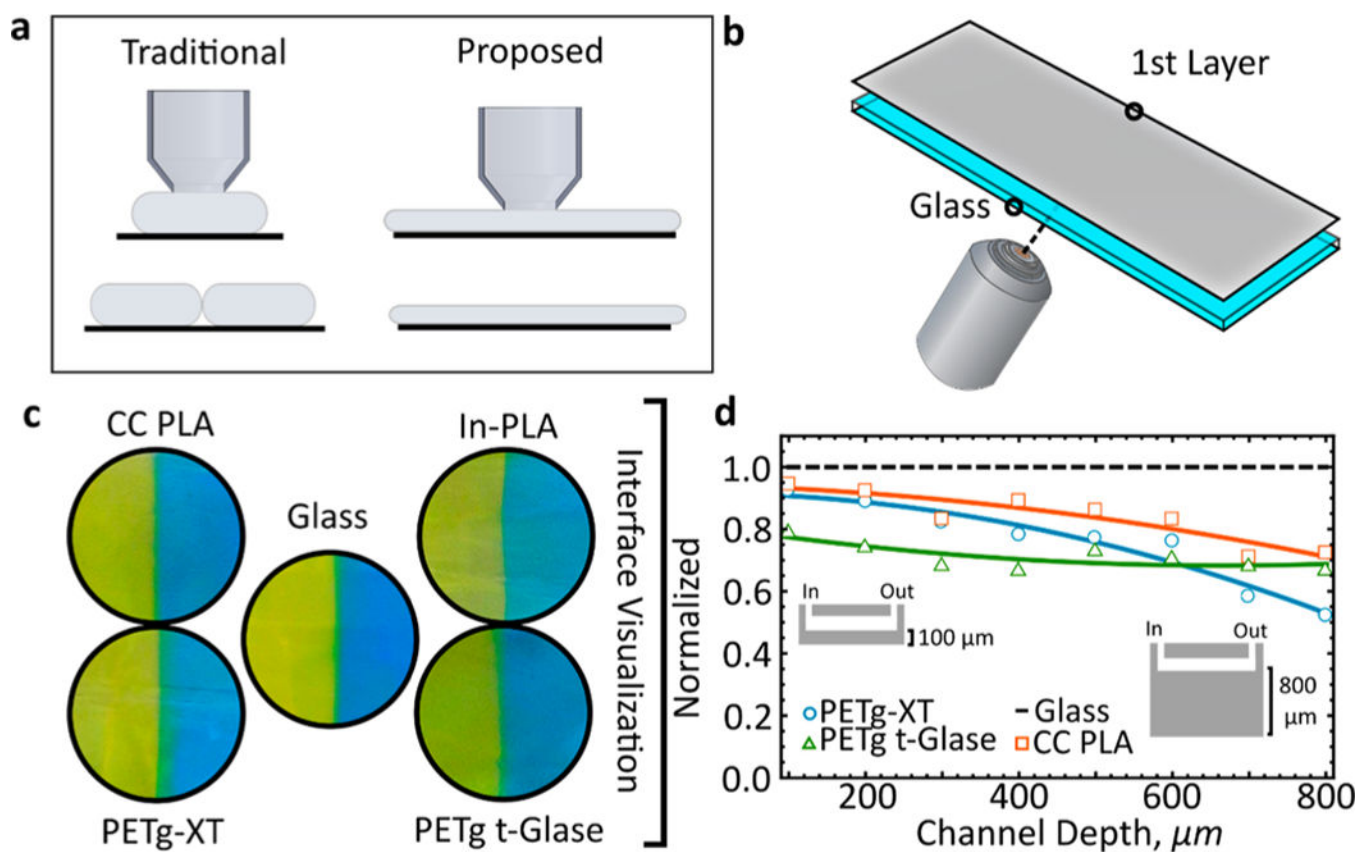 a
Traditional
Proposed
b
1st Layer
Glass
c
CC PLA
In-PLA
Glass
PETg-XT
PETg t-Glase
Interface Visualization
d
Normalized
1.0
0.8
0.6
0.4
0.2
0.0
In
Out
100 µm
In
Out
800
µm
PETg-XT
Glass
PETg t-Glase
CC PLA
200
400
600
800
Channel Depth, µm